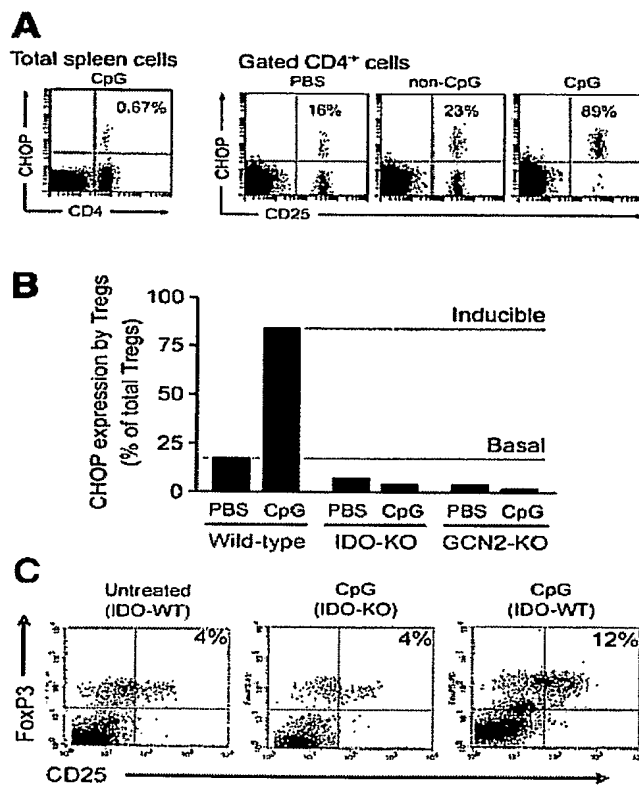 A
Total spleen cells
Gated CD4+ cells
CpG
PBS
non-CpG
CpG
0.67%
16%
23%
89%
CHOP
CHOP
CD4
CD25
B
CHOP expression by Tregs
(% of total Tregs)
100
75
50
25
0
Inducible
Basal
PBS
CpG
PBS
CpG
PBS
CpG
Wild-type
IDO-KO
GCN2-KO
C
Untreated
(IDO-WT)
CpG
(IDO-KO)
CpG
(IDO-WT)
4%
4%
12%
FoxP3
CD25